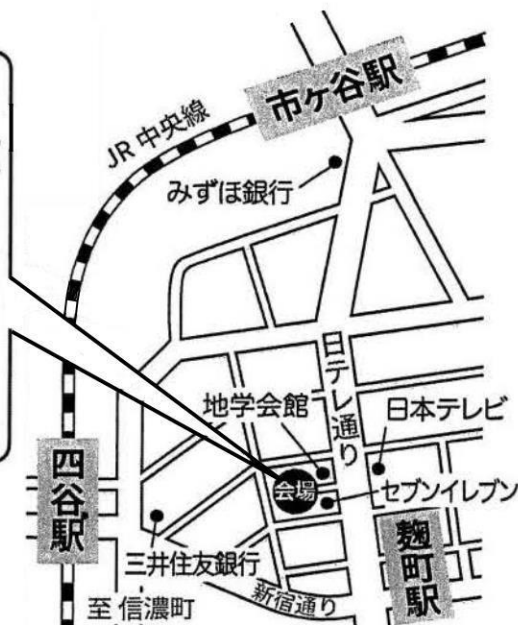 市ヶ谷駅
JR 中央線
みずほ銀行
日テレ通り
地学会館
日本テレビ
会場
セブンイレブン
四谷駅
麹町駅
三井住友銀行
新宿通り
至 信濃町